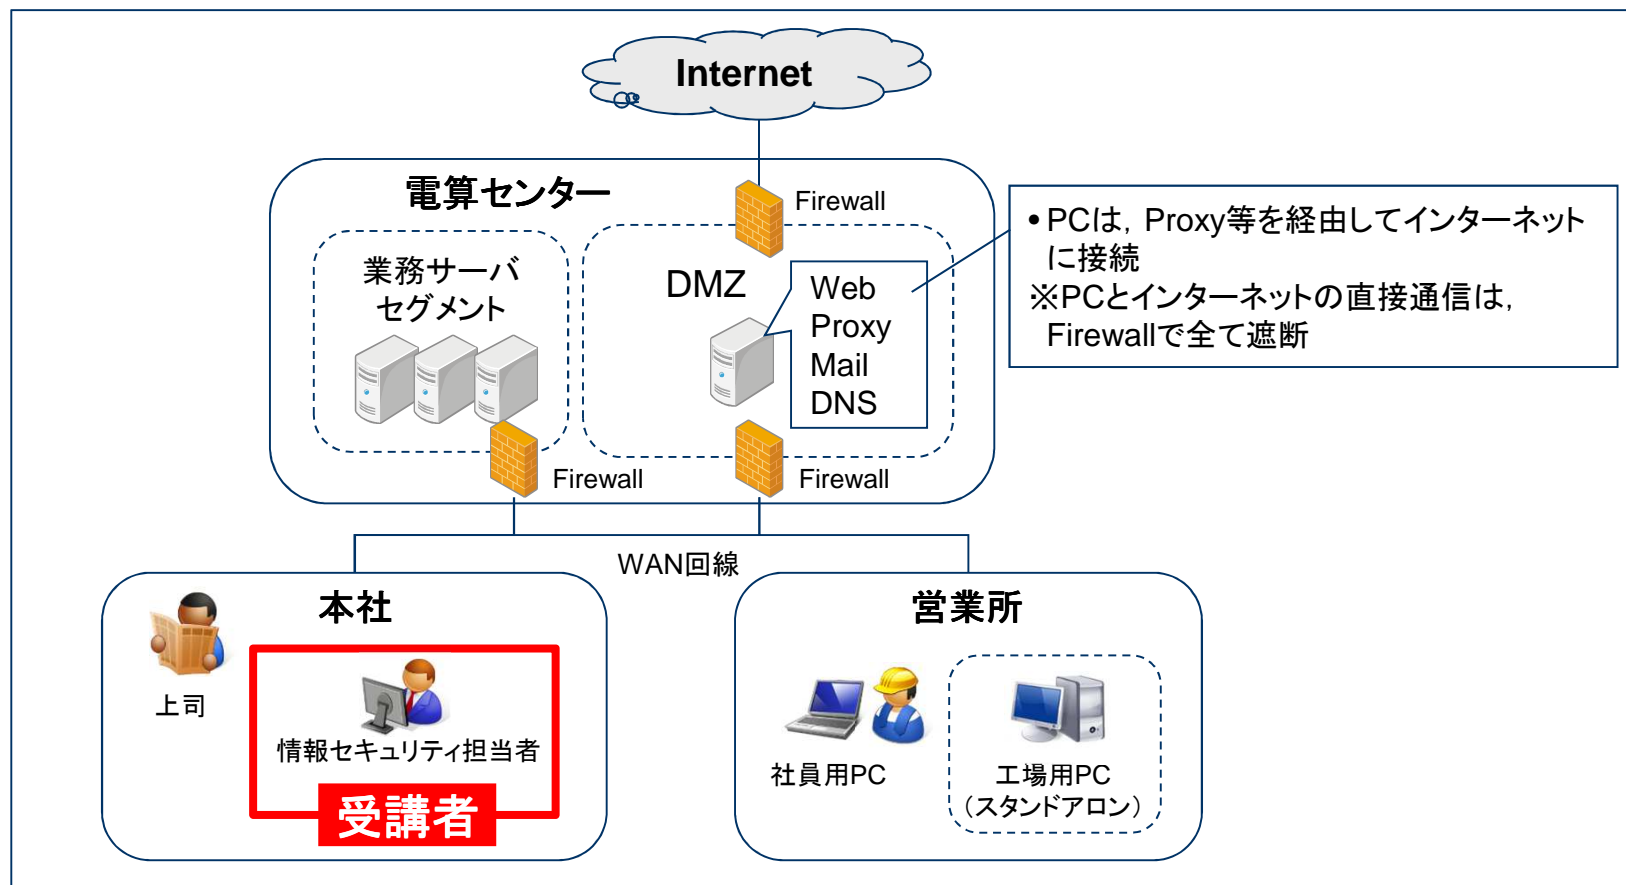 Internet
電算センター
Firewall
業務サーバ
セグメント
DMZ
Web
Proxy
Mail
DNS
•PCは，Proxy等を経由してインターネット
に接続
※PCとインターネットの直接通信は，
Firewallで全て遮断
Firewall
Firewall
WAN回線
本社
上司
情報セキュリティ担当者
受講者
営業所
社員用PC
工場用PC
（スタンドアロン）